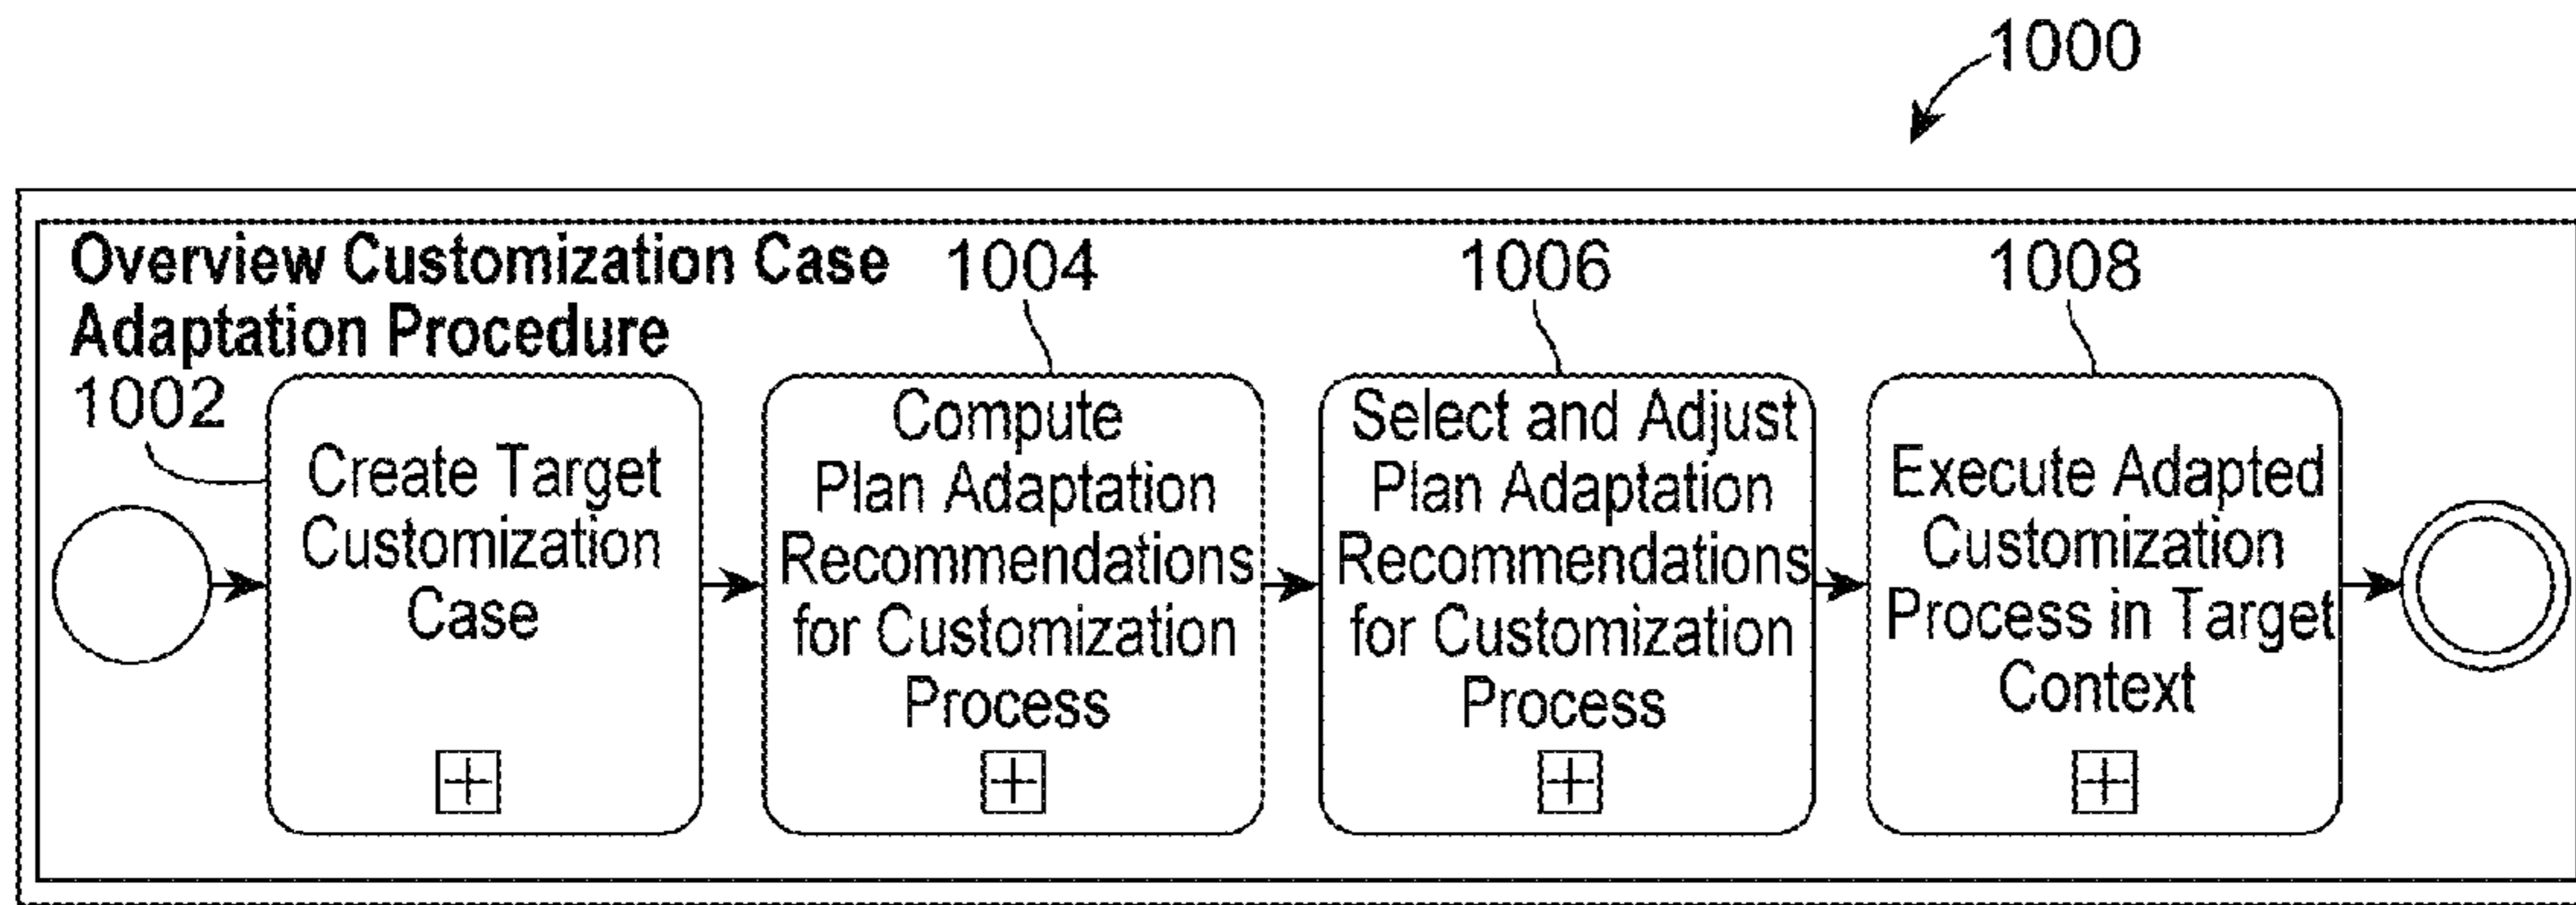 1000
Overview Customization Case
Adaptation Procedure
1002
Create Target
Customization
Case
1004
Compute
Plan Adaptation
Recommendations
for Customization
Process
1006
Select and Adjust
Plan Adaptation
Recommendations
for Customization
Process
1008
Execute Adapted
Customization
Process in Target
Context